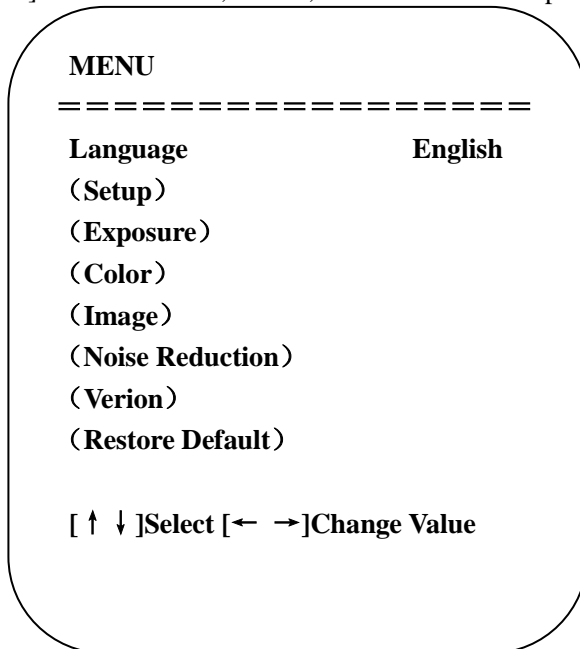 MENU
==================
Language English
（Setup）
（Exposure）
（Color）
（Image）
（Noise Reduction）
（Verion）
（Restore Default）
[↑ ↓]Select [← →]Change Value